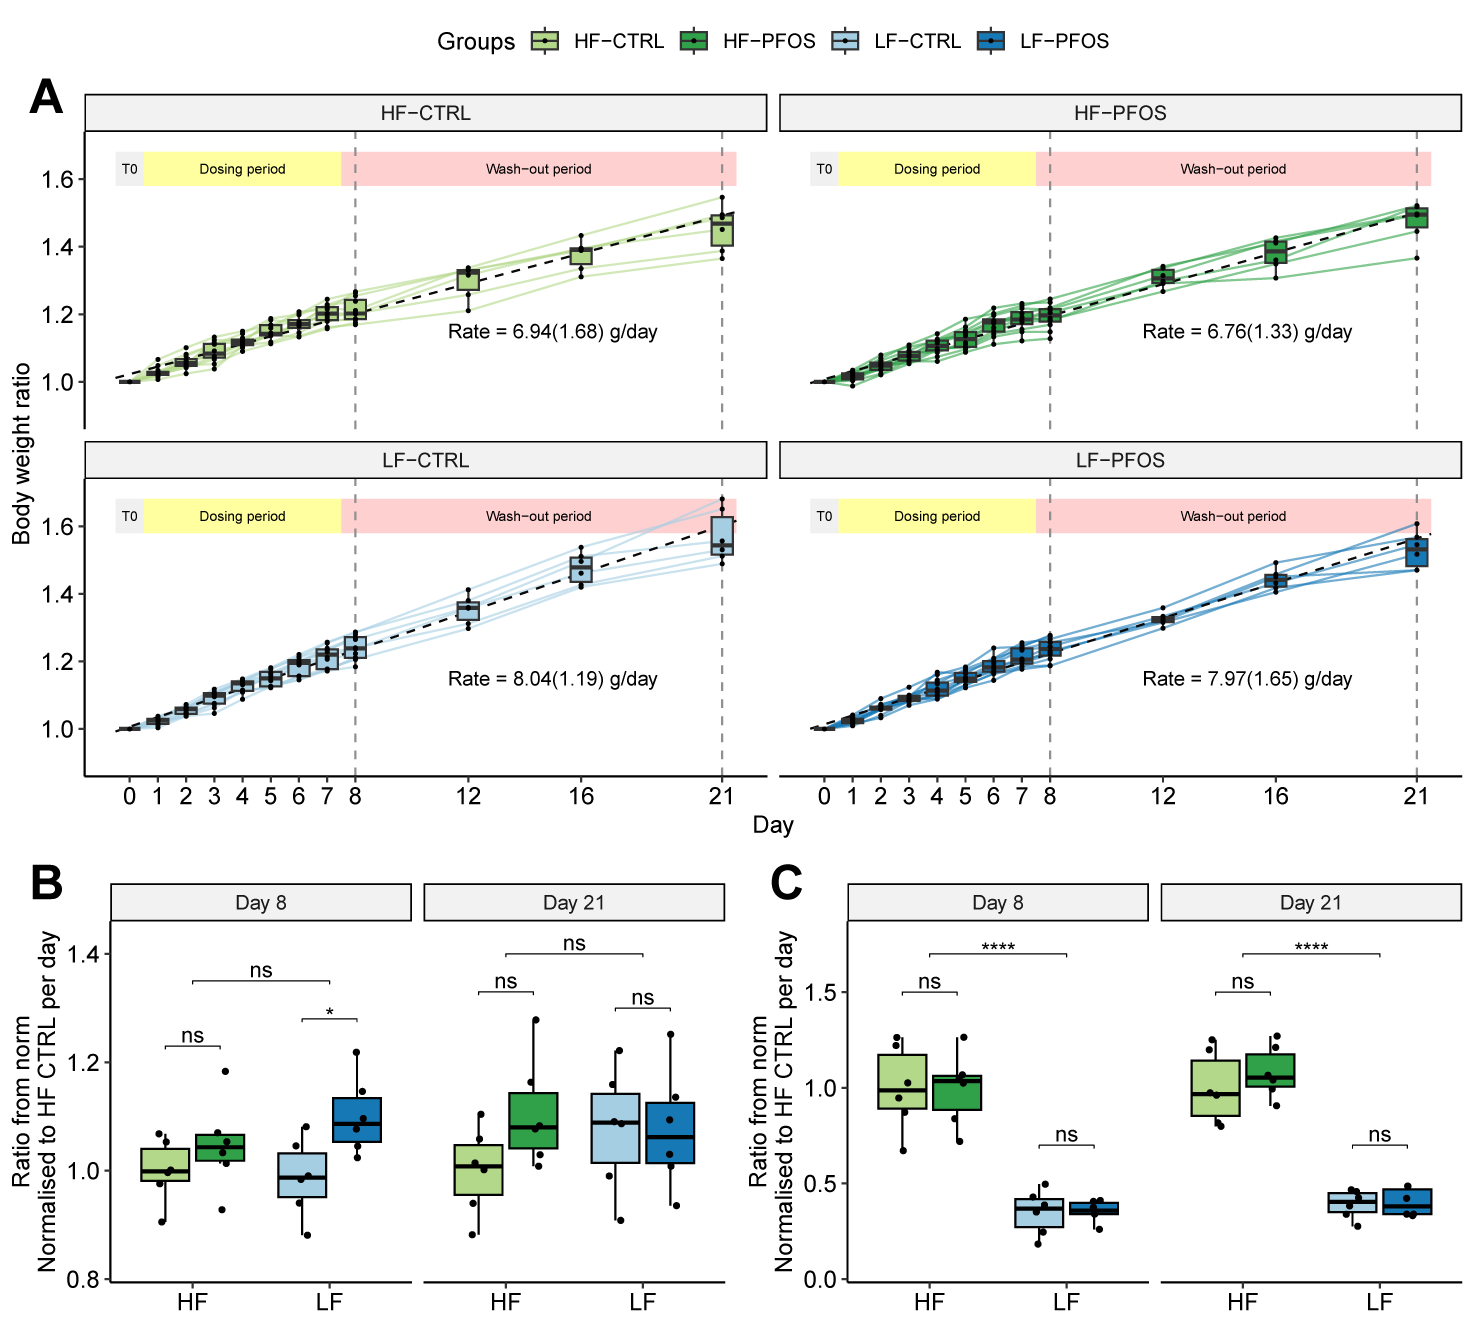 Groups HF−CTRL HF−PFOS LF−CTRL LF−PFOS
A
HF−CTRL HF−PFOS
T0 Dosing period Wash−out period T0 Dosing period Wash−out period
1.6
1.4
1.2
1.0
Rate = 6.94(1.68) g/day Rate = 6.76(1.33) g/day
Body weight ratio
LF−CTRL LF−PFOS
T0 Dosing period Wash−out period T0 Dosing period Wash−out period
1.6
1.4
1.2
1.0
Rate = 8.04(1.19) g/day Rate = 7.97(1.65) g/day
0 1 2 3 4 5 6 7 8 12 16 21 0 1 2 3 4 5 6 7 8 12 16 21
Day
B
Day 8 Day 21
Ratio from norm
Normalised to HF CTRL per day
1.4
1.2
1.0
0.8
ns ns * ns ns ns
HF LF HF LF
C
Day 8 Day 21
Ratio from norm
Normalised to HF CTRL per day
1.5
1.0
0.5
0.0
**** ns ns **** ns ns
HF LF HF LF